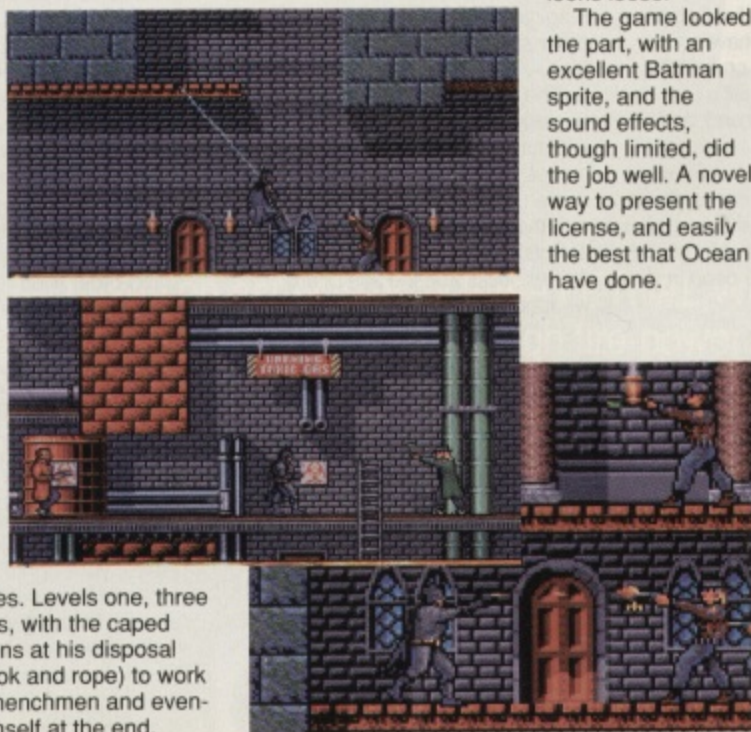 The game looked
the part, with an
excellent Batman
sprite, and the
sound effects,
though limited, did
the job well. A novel
way to present the
license, and easily
the best that Ocean
have done.
WARNING
TOXIC GAS
es. Levels one, three
s, with the caped
ns at his disposal
ok and rope) to work
henchmen and even-
nself at the end